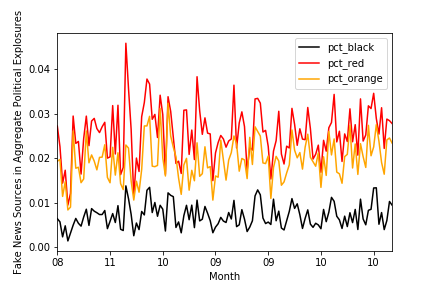 pct_black
pct_red
pct_orange
Fake News Sources in Aggregate Political Explosures
0.04
0.03
0.02
0.01
0.00
08
11
10
09
09
10
10
Month